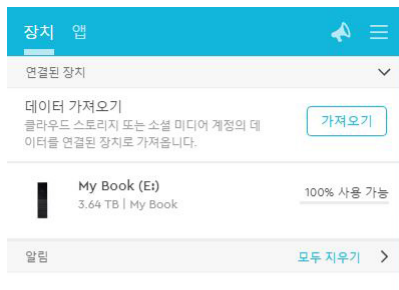 장치 앱
연결된 장치
데이터 가져오기
클라우드 스토리지 또는 소셜 미디어 계정의 데
이터를 연결된 장치로 가져옵니다.
가져오기
My Book (E:)
3.64 TB | My Book
100% 사용 가능
알림 모두 지우기